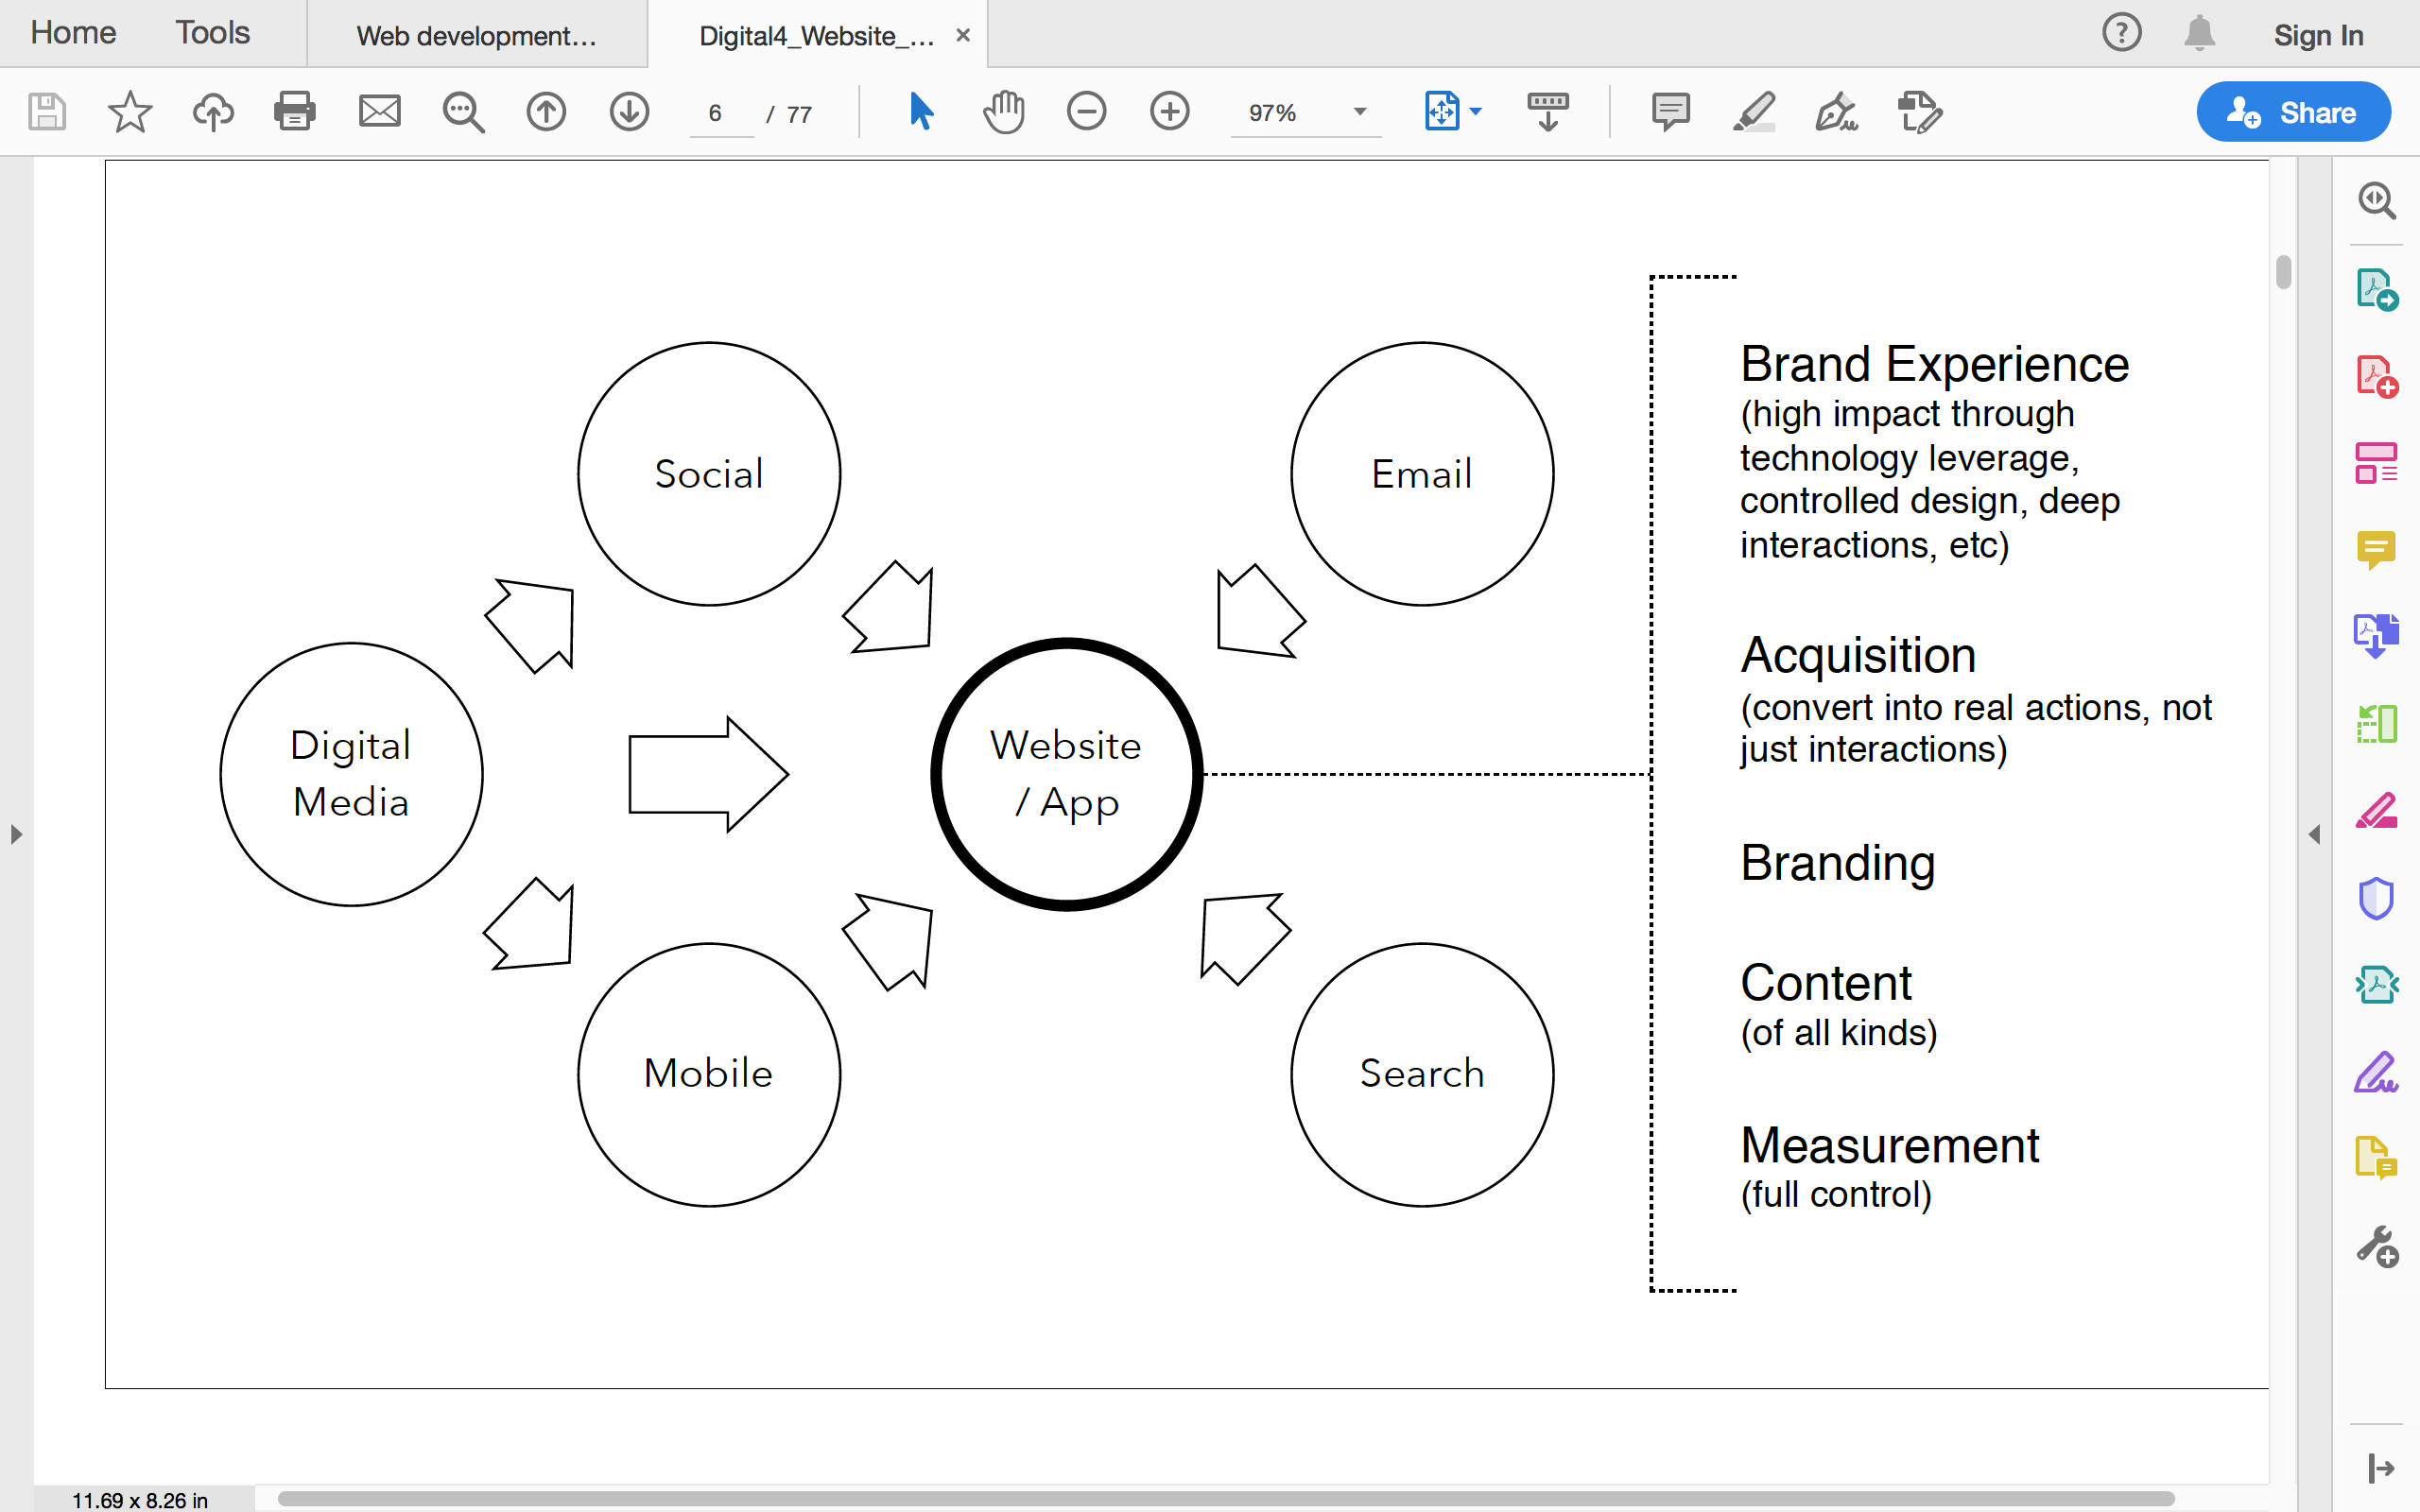 Home
Tools
Web development...
Digital4_Website_...
Sign In
6 / 77
97%
Share
Social
Email
Digital
Media
Website
/ App
Mobile
Search
Brand Experience
(high impact through
technology leverage,
controlled design, deep
interactions, etc)
Acquisition
(convert into real actions, not
just interactions)
Branding
Content
(of all kinds)
Measurement
(full control)
11.69 x 8.26 in